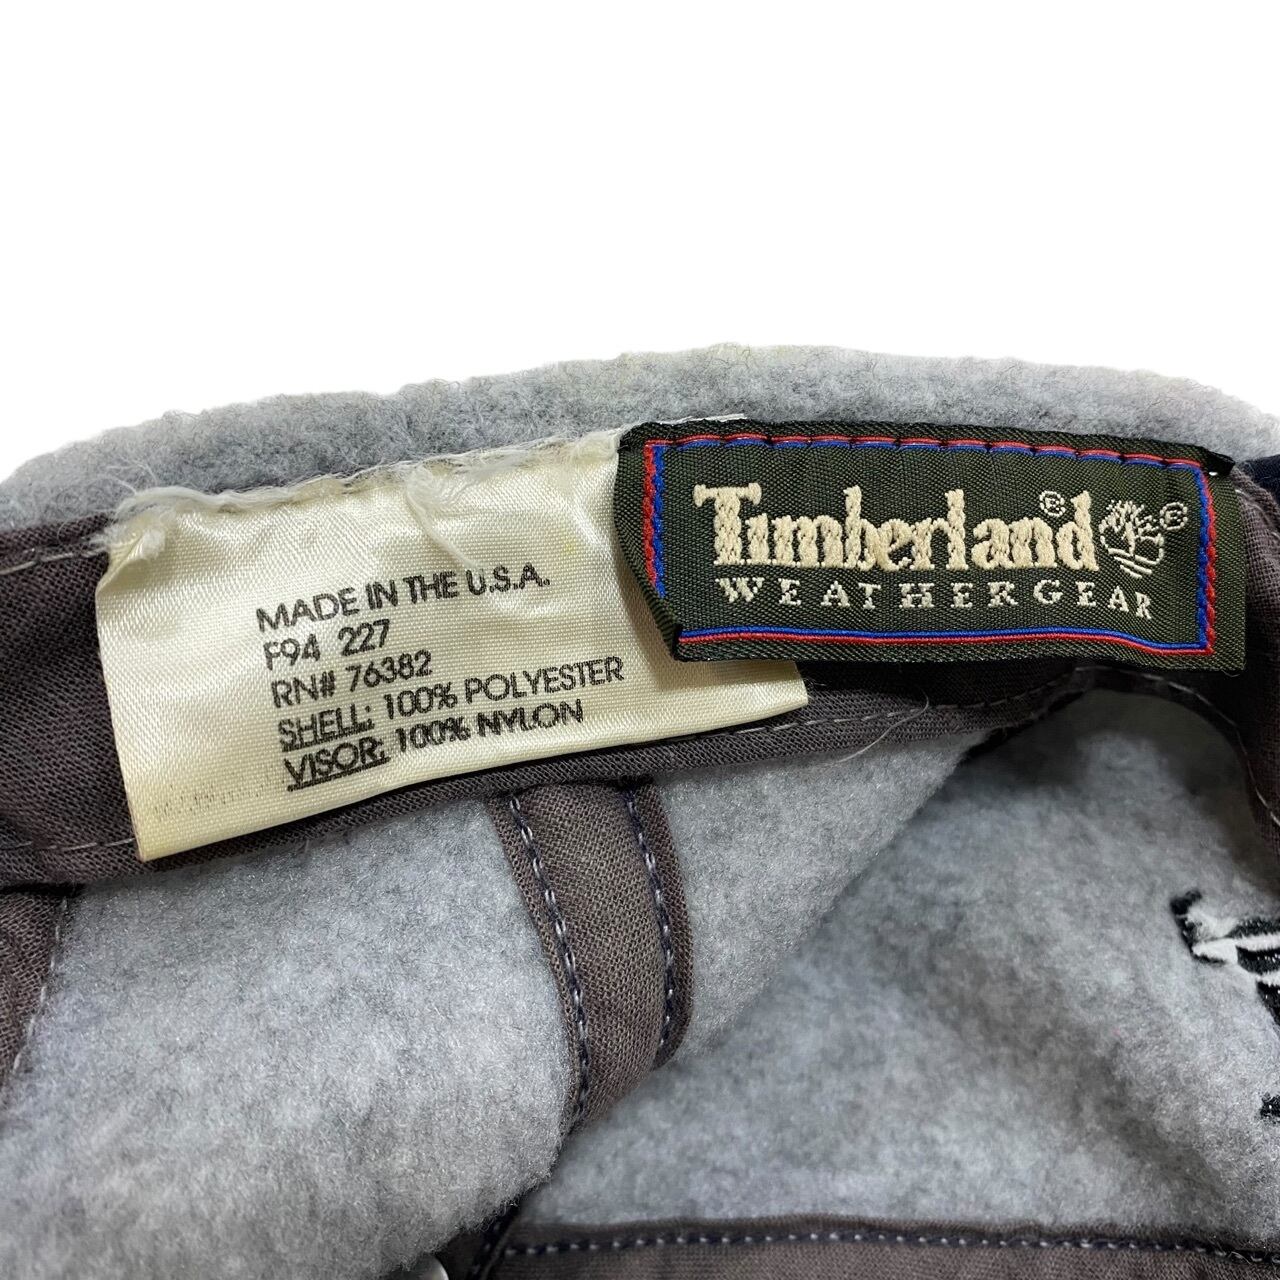 MADE IN THE U.S.A.
F94 227
RN# 76382
SHELL: 100% POLYESTER
VISOR: 100% NYLON
Timberland® ®
WEATHERGEAR